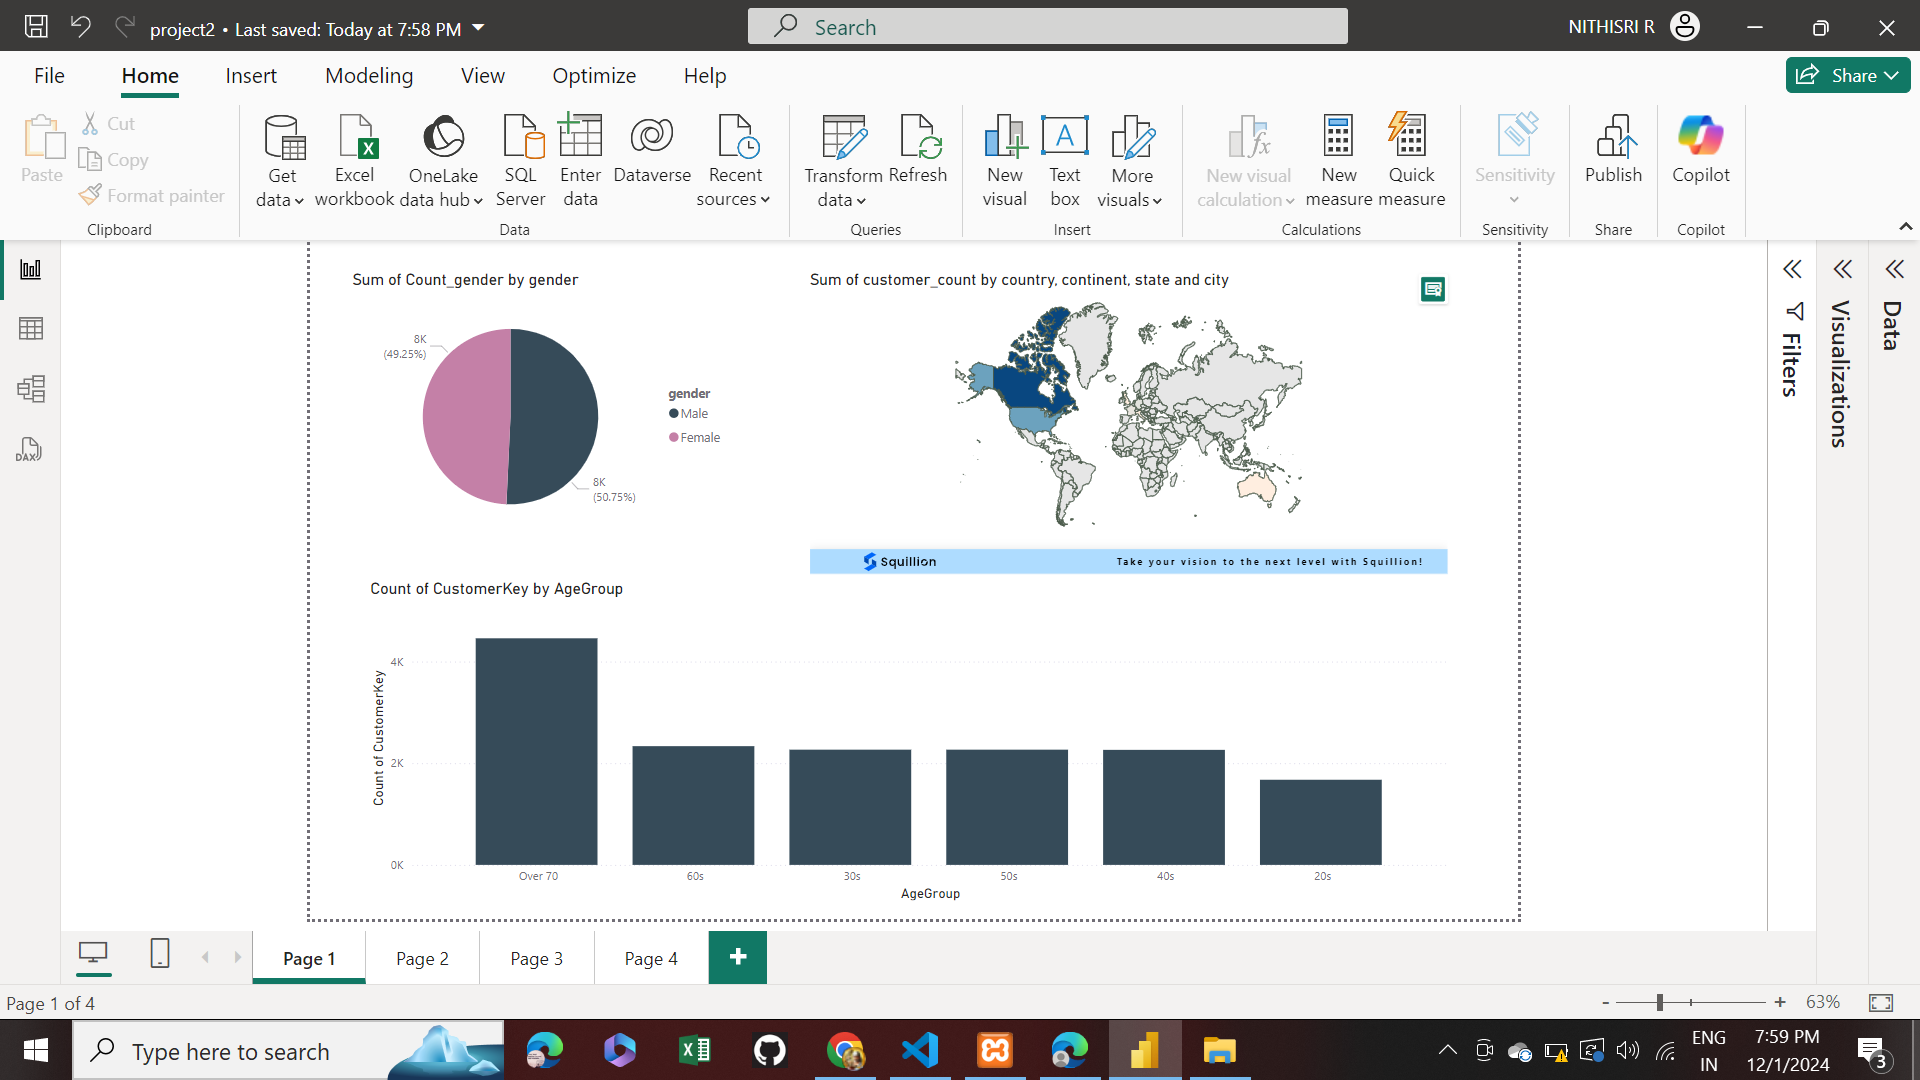 project2 • Last saved: Today at 7:58 PM
Search
NITHISRI R
File Home Insert Modeling View Optimize Help
Share
Paste
Cut
Copy
Format painter
Clipboard
Get data
Excel workbook
OneLake data hub
SQL Server
Enter data
Dataverse
Recent sources
Data
Transform data
Refresh
Queries
New visual
Text box
More visuals
Insert
New visual calculation
New measure
Quick measure
Calculations
Sensitivity
Sensitivity
Publish
Share
Copilot
Copilot
DAX
Sum of Count_gender by gender
8K
(49.25%)
8K
(50.75%)
gender
Male
Female
Sum of customer_count by country, continent, state and city
Squillion
Take your vision to the next level with Squillion!
Count of CustomerKey by AgeGroup
Count of CustomerKey
4K
2K
0K
Over 70 60s 30s 50s 40s 20s
AgeGroup
Filters
Visualizations
Data
Page 1 Page 2 Page 3 Page 4 +
Page 1 of 4
- + 63%
Type here to search
ENG
IN
7:59 PM
12/1/2024
3